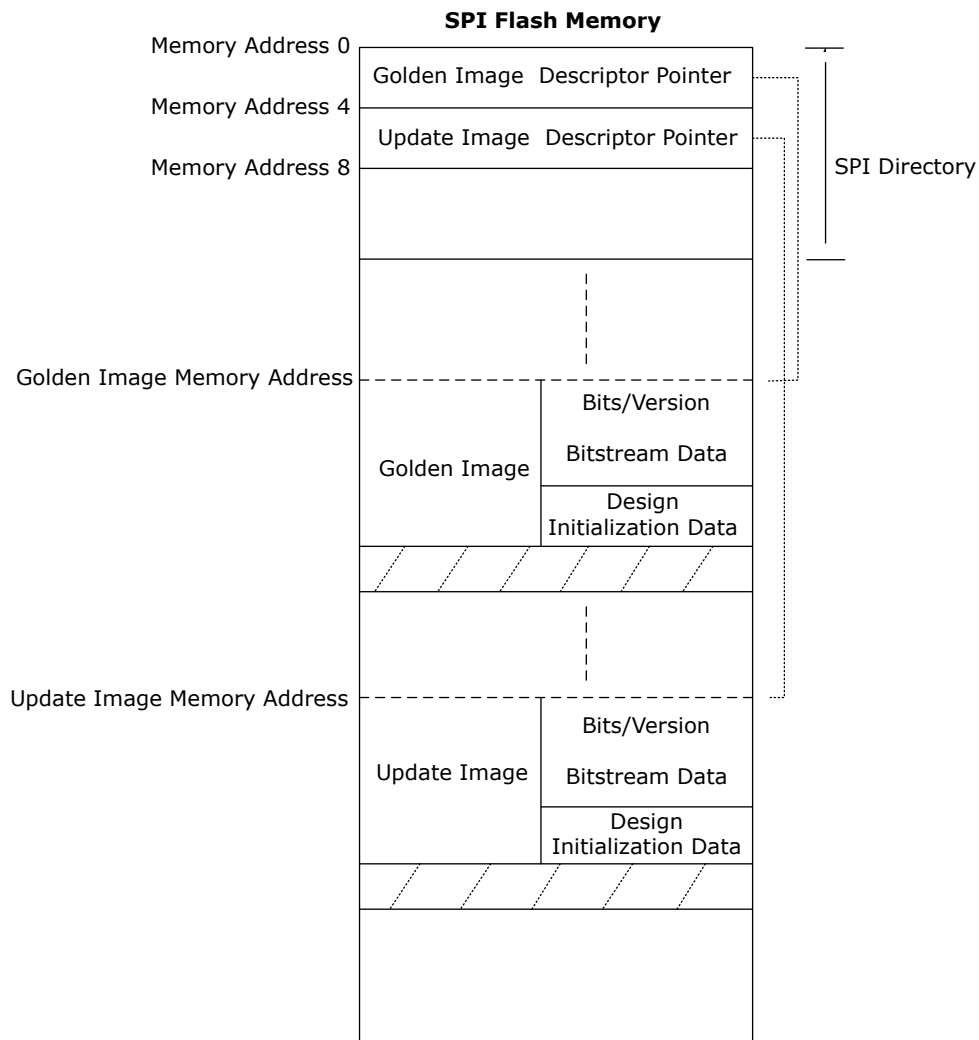 SPI Flash Memory
Memory Address 0
Golden Image Descriptor Pointer
Memory Address 4
Update Image Descriptor Pointer
Memory Address 8
SPI Directory
Golden Image Memory Address
Bits/Version
Bitstream Data
Golden Image
Design
Initialization Data
Update Image Memory Address
Bits/Version
Bitstream Data
Update Image
Design
Initialization Data